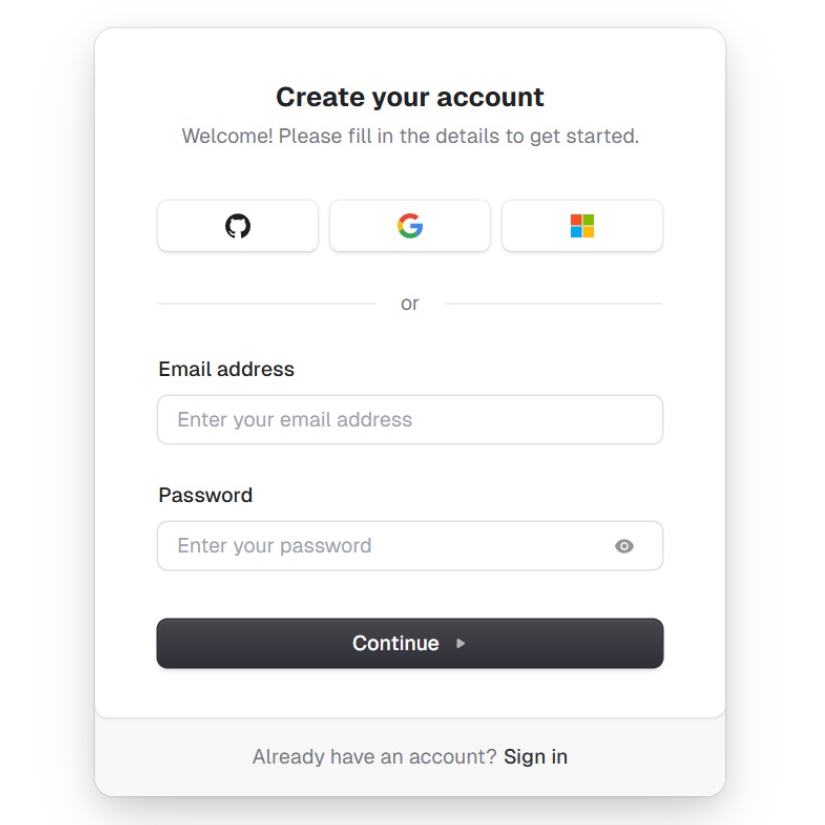 Create your account
Welcome! Please fill in the details to get started.
or
Email address
Enter your email address
Password
Enter your password
Continue
Already have an account? Sign in